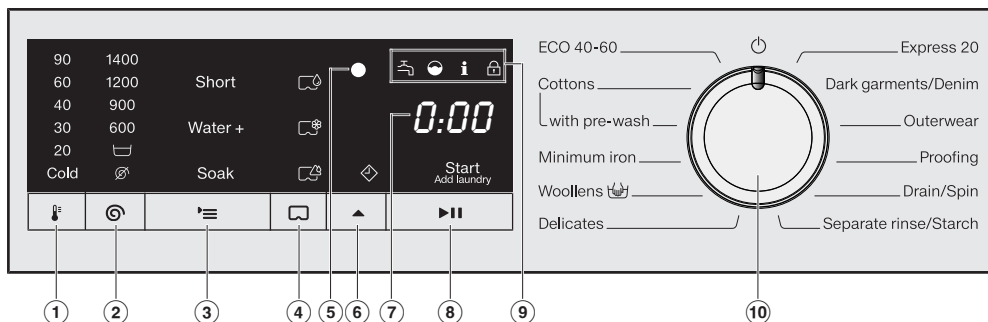 90 1400
60 1200 Short
40 900
30 600 Water +
20
Cold Soak
0:00
Start
Add laundry
ECO 40-60
Cottons
with pre-wash
Minimum iron
Woollens
Delicates
Express 20
Dark garments/Denim
Outerwear
Proofing
Drain/Spin
Separate rinse/Starch
1 2 3 4 5 6 7 8 9 10